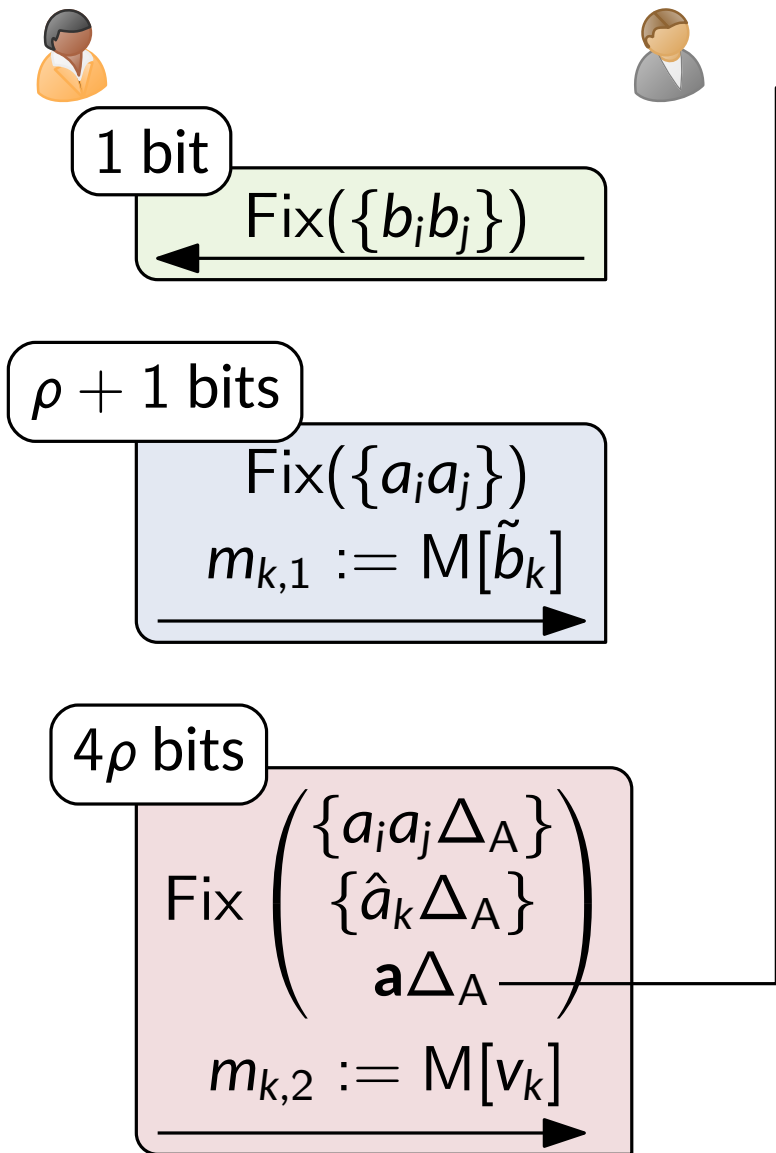 1 bit
Fix({b_i b_j})
ρ + 1 bits
Fix({a_i a_j})
m_{k,1} := M[b̃_k]
4ρ bits
{a_i a_j Δ_A}
Fix ( {â_k Δ_A} )
𝐚Δ_A
m_{k,2} := M[v_k]